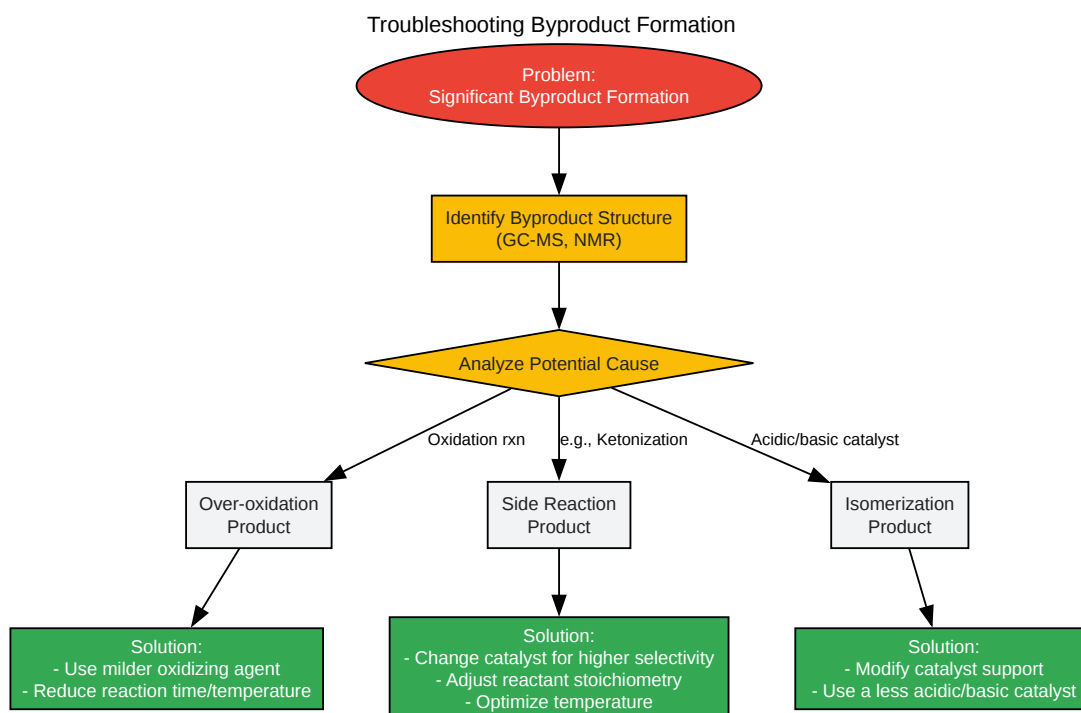 Troubleshooting Byproduct Formation
Problem:
Significant Byproduct Formation
Identify Byproduct Structure
(GC-MS, NMR)
Analyze Potential Cause
Oxidation rxn
e.g., Ketonization
Acidic/basic catalyst
Over-oxidation
Product
Side Reaction
Product
Isomerization
Product
Solution:
- Use milder oxidizing agent
- Reduce reaction time/temperature
Solution:
- Change catalyst for higher selectivity
- Adjust reactant stoichiometry
- Optimize temperature
Solution:
- Modify catalyst support
- Use a less acidic/basic catalyst